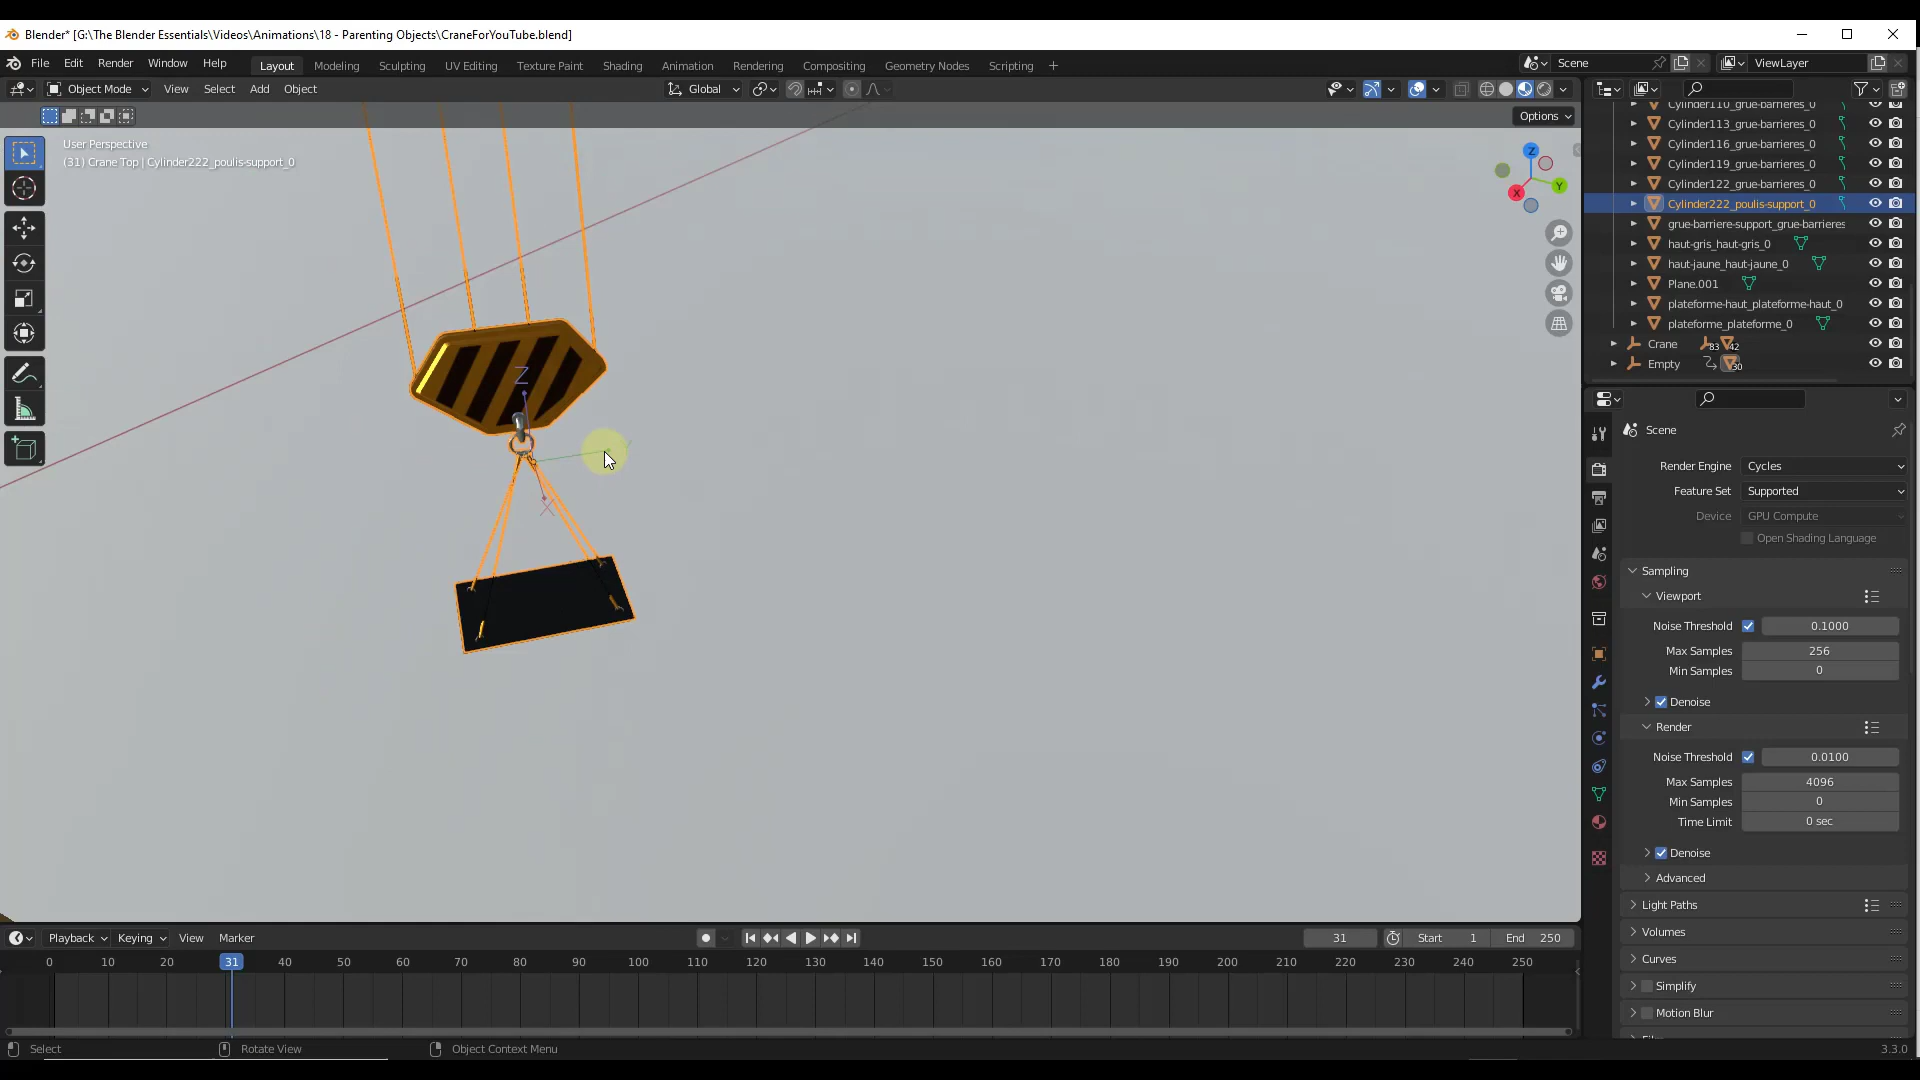 Blender* [G:\The Blender Essentials\Videos\Animations\18 - Parenting Objects\CraneForYouTube.blend]
File Edit Render Window Help Layout Modeling Sculpting UV Editing Texture Paint Shading Animation Rendering Compositing Geometry Nodes Scripting + Scene ViewLayer
Object Mode View Select Add Object Global
Options
User Perspective
(31) Crane Top | Cylinder222_poulis-support_0
Z
Y
X
Z
X
Cylinder110_grue-barrieres_0
Cylinder113_grue-barrieres_0
Cylinder116_grue-barrieres_0
Cylinder119_grue-barrieres_0
Cylinder122_grue-barrieres_0
Cylinder222_poulis-support_0
grue-barriere-support_grue-barrieres
haut-gris_haut-gris_0
haut-jaune_haut-jaune_0
Plane.001
plateforme-haut_plateforme-haut_0
plateforme_plateforme_0
Crane 83 42
Empty 30
Scene
Render Engine Cycles
Feature Set Supported
Device GPU Compute
Open Shading Language
Sampling
Viewport
Noise Threshold 0.1000
Max Samples 256
Min Samples 0
Denoise
Render
Noise Threshold 0.0100
Max Samples 4096
Min Samples 0
Time Limit 0 sec
Denoise
Advanced
Light Paths
Volumes
Curves
Simplify
Motion Blur
Playback Keying View Marker 31 Start 1 End 250
0 10 20 31 40 50 60 70 80 90 100 110 120 130 140 150 160 170 180 190 200 210 220 230 240 250
Select Rotate View Object Context Menu 3.3.0